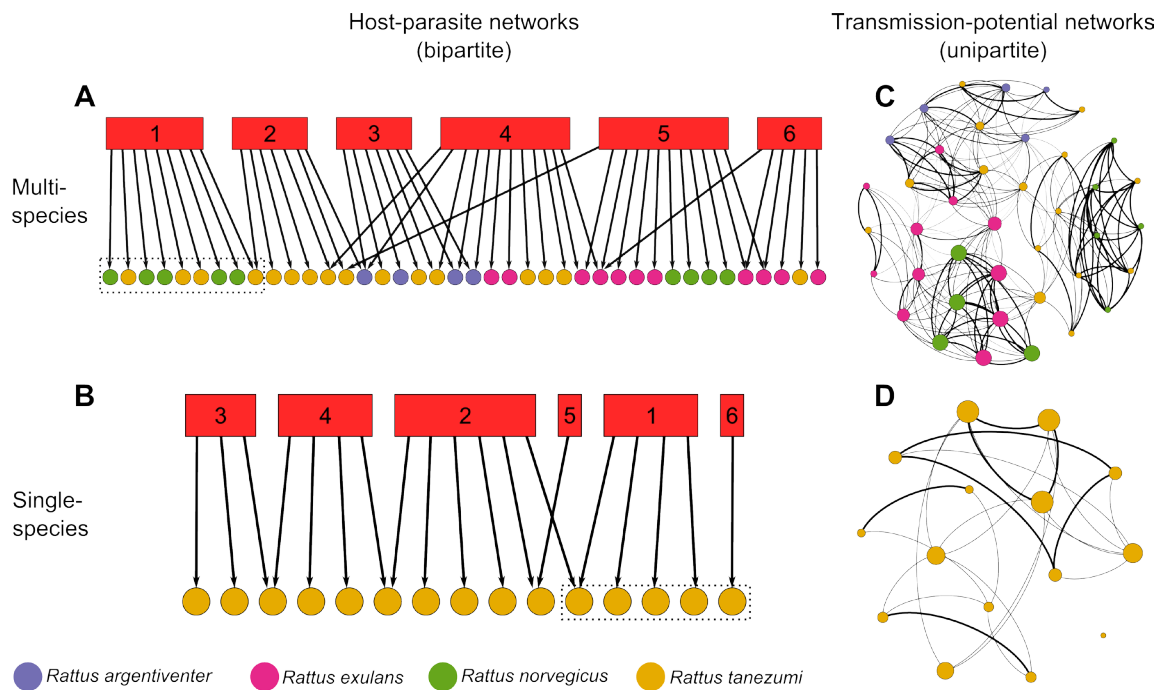 Host-parasite networks
(bipartite)
Transmission-potential networks
(unipartite)
A
C
1 2 3 4 5 6
Multi-
species
B
D
3 4 2 5 1 6
Single-
species
Rattus argentiventer Rattus exulans Rattus norvegicus Rattus tanezumi